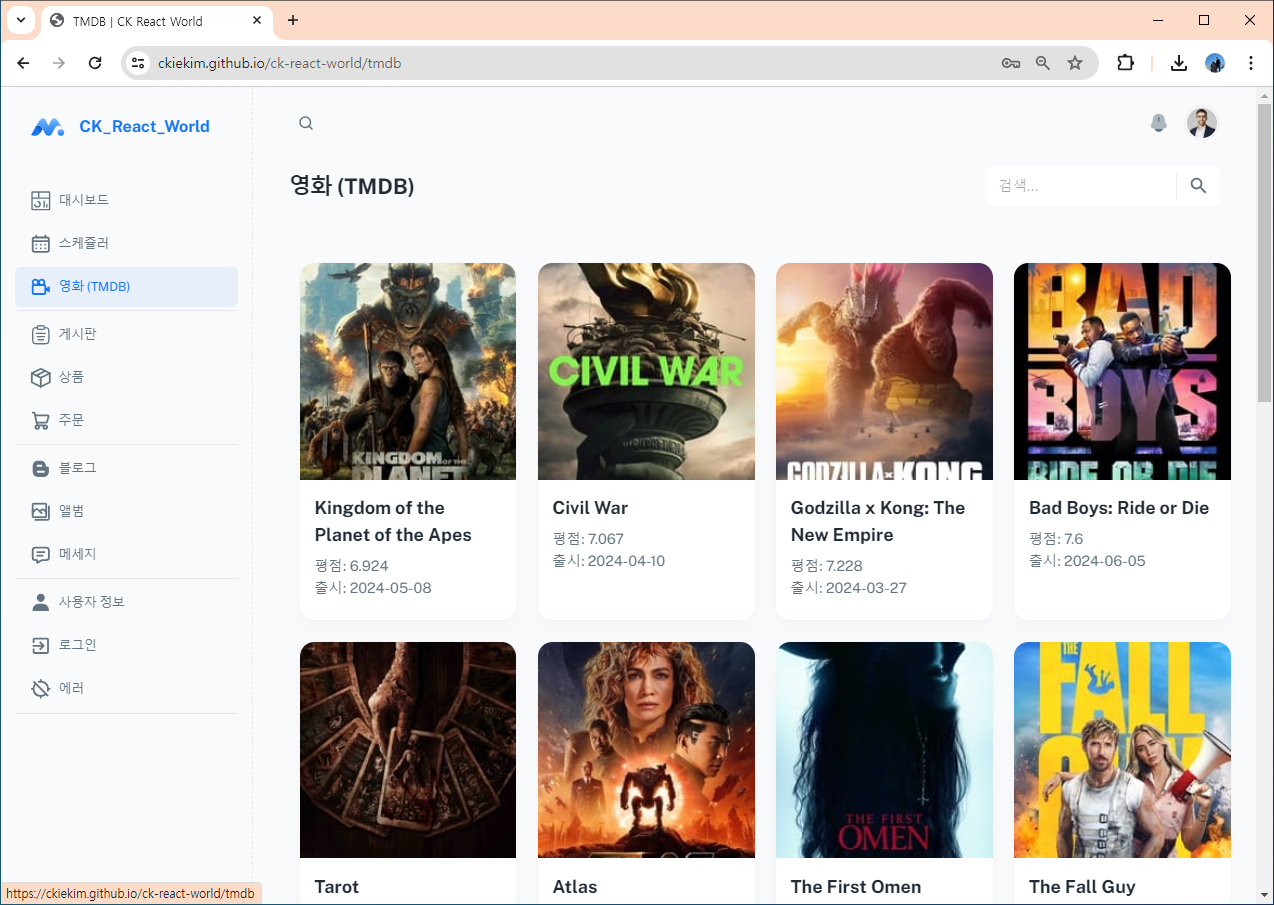 TMDB | CK React World
ckiekim.github.io/ck-react-world/tmdb
CK_React_World
대시보드
스케쥴러
영화 (TMDB)
게시판
상품
주문
블로그
앨범
메세지
사용자 정보
로그인
에러
영화 (TMDB)
검색...
KINGDOM OF THE
PLANET
CIVIL WAR
GODZILLA x KONG
BAD
BOYS
RIDE OR DIE
Kingdom of the
Planet of the Apes
평점: 6.924
출시: 2024-05-08
Civil War
평점: 7.067
출시: 2024-04-10
Godzilla x Kong: The
New Empire
평점: 7.228
출시: 2024-03-27
Bad Boys: Ride or Die
평점: 7.6
출시: 2024-06-05
THE FIRST
OMEN
THE
FALL
Tarot
Atlas
The First Omen
The Fall Guy
https://ckiekim.github.io/ck-react-world/tmdb